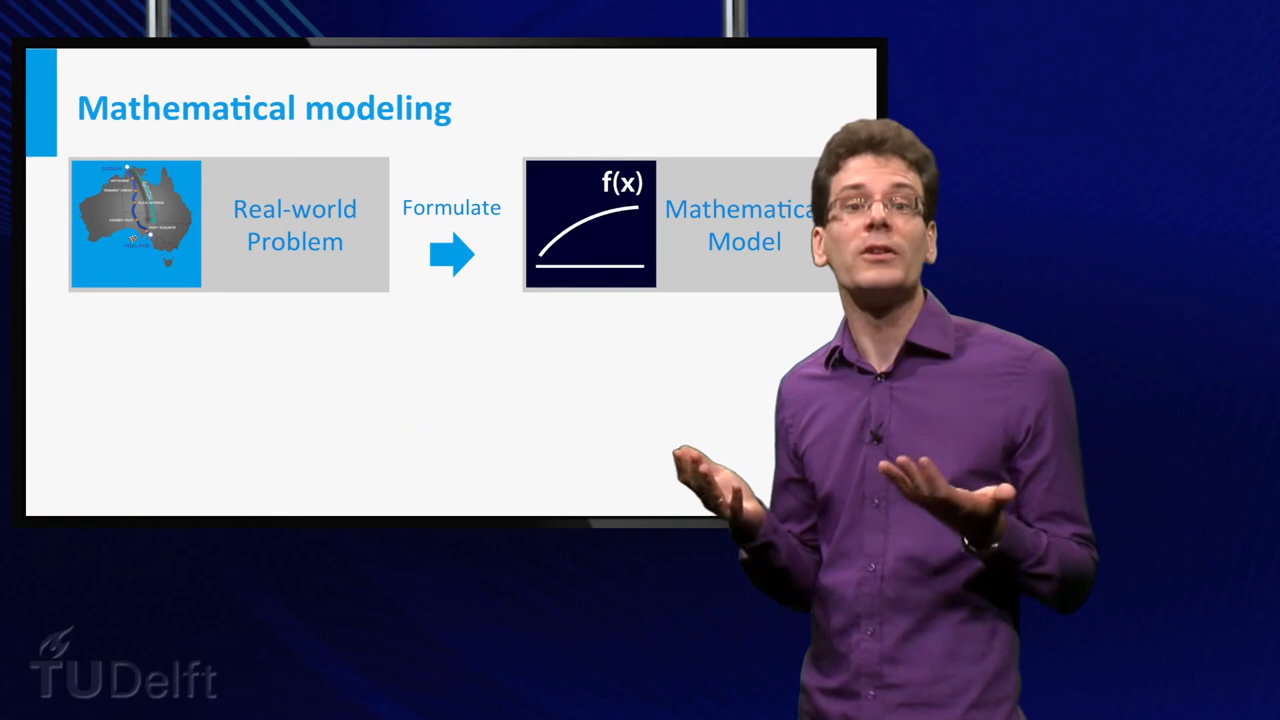 Mathematical modeling
Real-world
Problem
Formulate
f(x)
Mathematica
Model
TUDelft